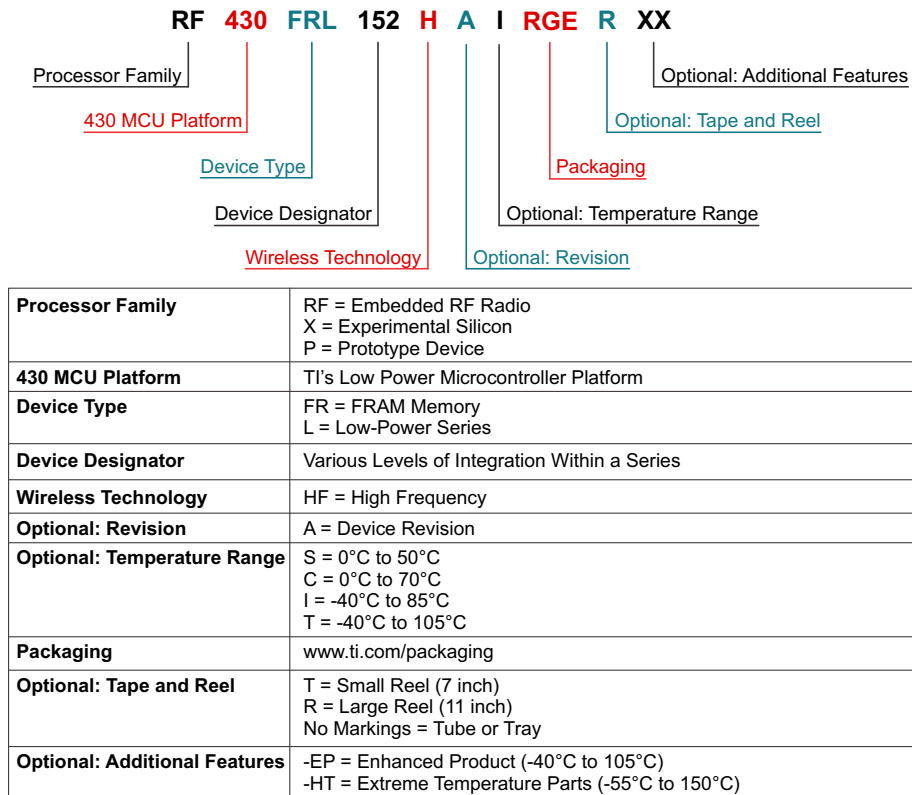 RF 430 FRL 152 H A I RGE R XX
Processor Family
Optional: Additional Features
430 MCU Platform
Optional: Tape and Reel
Device Type
Packaging
Device Designator
Optional: Temperature Range
Wireless Technology
Optional: Revision
Processor Family
RF = Embedded RF Radio
X = Experimental Silicon
P = Prototype Device
430 MCU Platform
TI's Low Power Microcontroller Platform
Device Type
FR = FRAM Memory
L = Low-Power Series
Device Designator
Various Levels of Integration Within a Series
Wireless Technology
HF = High Frequency
Optional: Revision
A = Device Revision
Optional: Temperature Range
S = 0°C to 50°C
C = 0°C to 70°C
I = -40°C to 85°C
T = -40°C to 105°C
Packaging
www.ti.com/packaging
Optional: Tape and Reel
T = Small Reel (7 inch)
R = Large Reel (11 inch)
No Markings = Tube or Tray
Optional: Additional Features
-EP = Enhanced Product (-40°C to 105°C)
-HT = Extreme Temperature Parts (-55°C to 150°C)